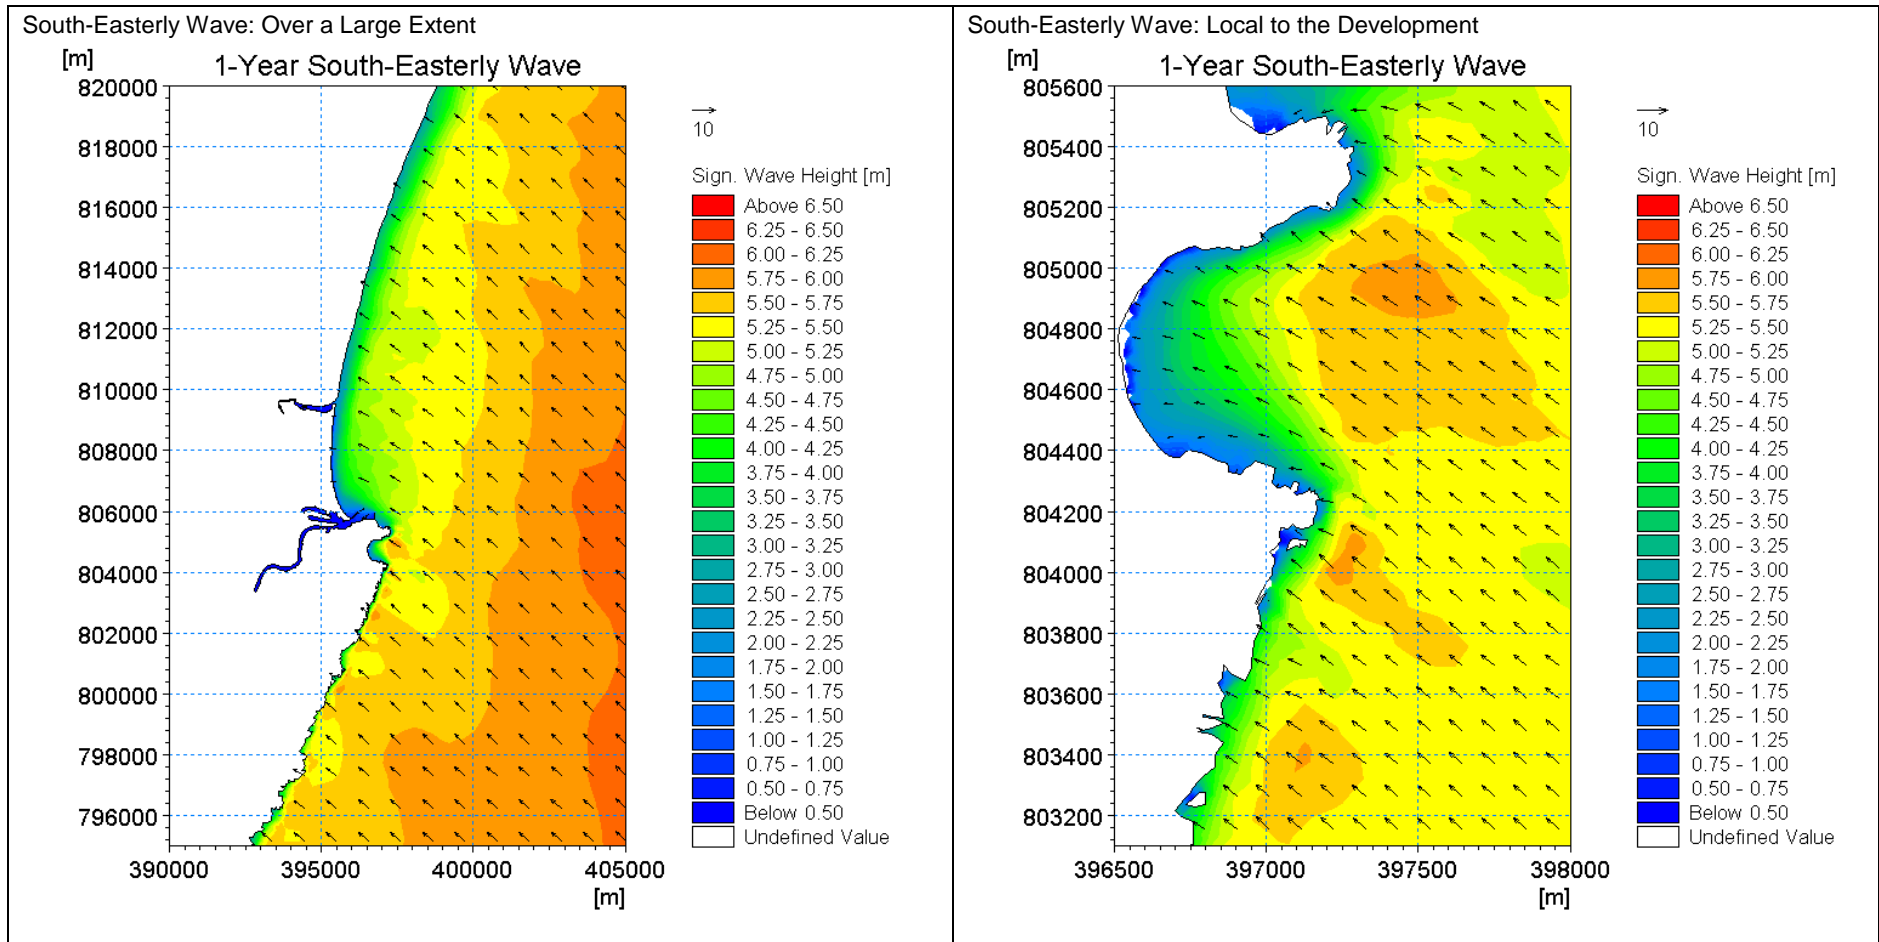 South-Easterly Wave: Over a Large Extent
[m]
1-Year South-Easterly Wave
820000
818000
816000
814000
812000
810000
808000
806000
804000
802000
800000
798000
796000
390000 395000 400000 405000
[m]
10
Sign. Wave Height [m]
Above 6.50
6.25 - 6.50
6.00 - 6.25
5.75 - 6.00
5.50 - 5.75
5.25 - 5.50
5.00 - 5.25
4.75 - 5.00
4.50 - 4.75
4.25 - 4.50
4.00 - 4.25
3.75 - 4.00
3.50 - 3.75
3.25 - 3.50
3.00 - 3.25
2.75 - 3.00
2.50 - 2.75
2.25 - 2.50
2.00 - 2.25
1.75 - 2.00
1.50 - 1.75
1.25 - 1.50
1.00 - 1.25
0.75 - 1.00
0.50 - 0.75
Below 0.50
Undefined Value
South-Easterly Wave: Local to the Development
[m]
1-Year South-Easterly Wave
805600
805400
805200
805000
804800
804600
804400
804200
804000
803800
803600
803400
803200
396500 397000 397500 398000
[m]
10
Sign. Wave Height [m]
Above 6.50
6.25 - 6.50
6.00 - 6.25
5.75 - 6.00
5.50 - 5.75
5.25 - 5.50
5.00 - 5.25
4.75 - 5.00
4.50 - 4.75
4.25 - 4.50
4.00 - 4.25
3.75 - 4.00
3.50 - 3.75
3.25 - 3.50
3.00 - 3.25
2.75 - 3.00
2.50 - 2.75
2.25 - 2.50
2.00 - 2.25
1.75 - 2.00
1.50 - 1.75
1.25 - 1.50
1.00 - 1.25
0.75 - 1.00
0.50 - 0.75
Below 0.50
Undefined Value